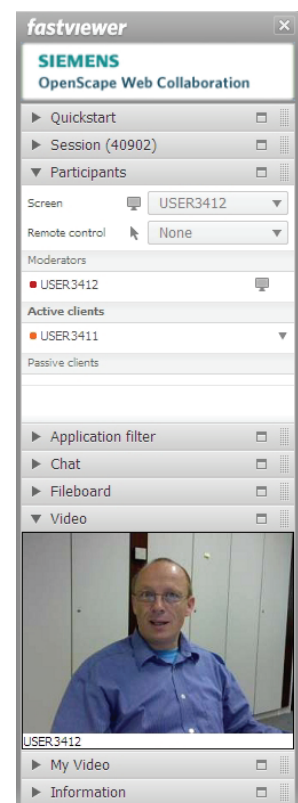 fastviewer
SIEMENS
OpenScape Web Collaboration
Quickstart
Session (40902)
Participants
Screen USER3412
Remote control None
Moderators
USER3412
Active clients
USER3411
Passive clients
Application filter
Chat
Fileboard
Video
USER3412
My Video
Information